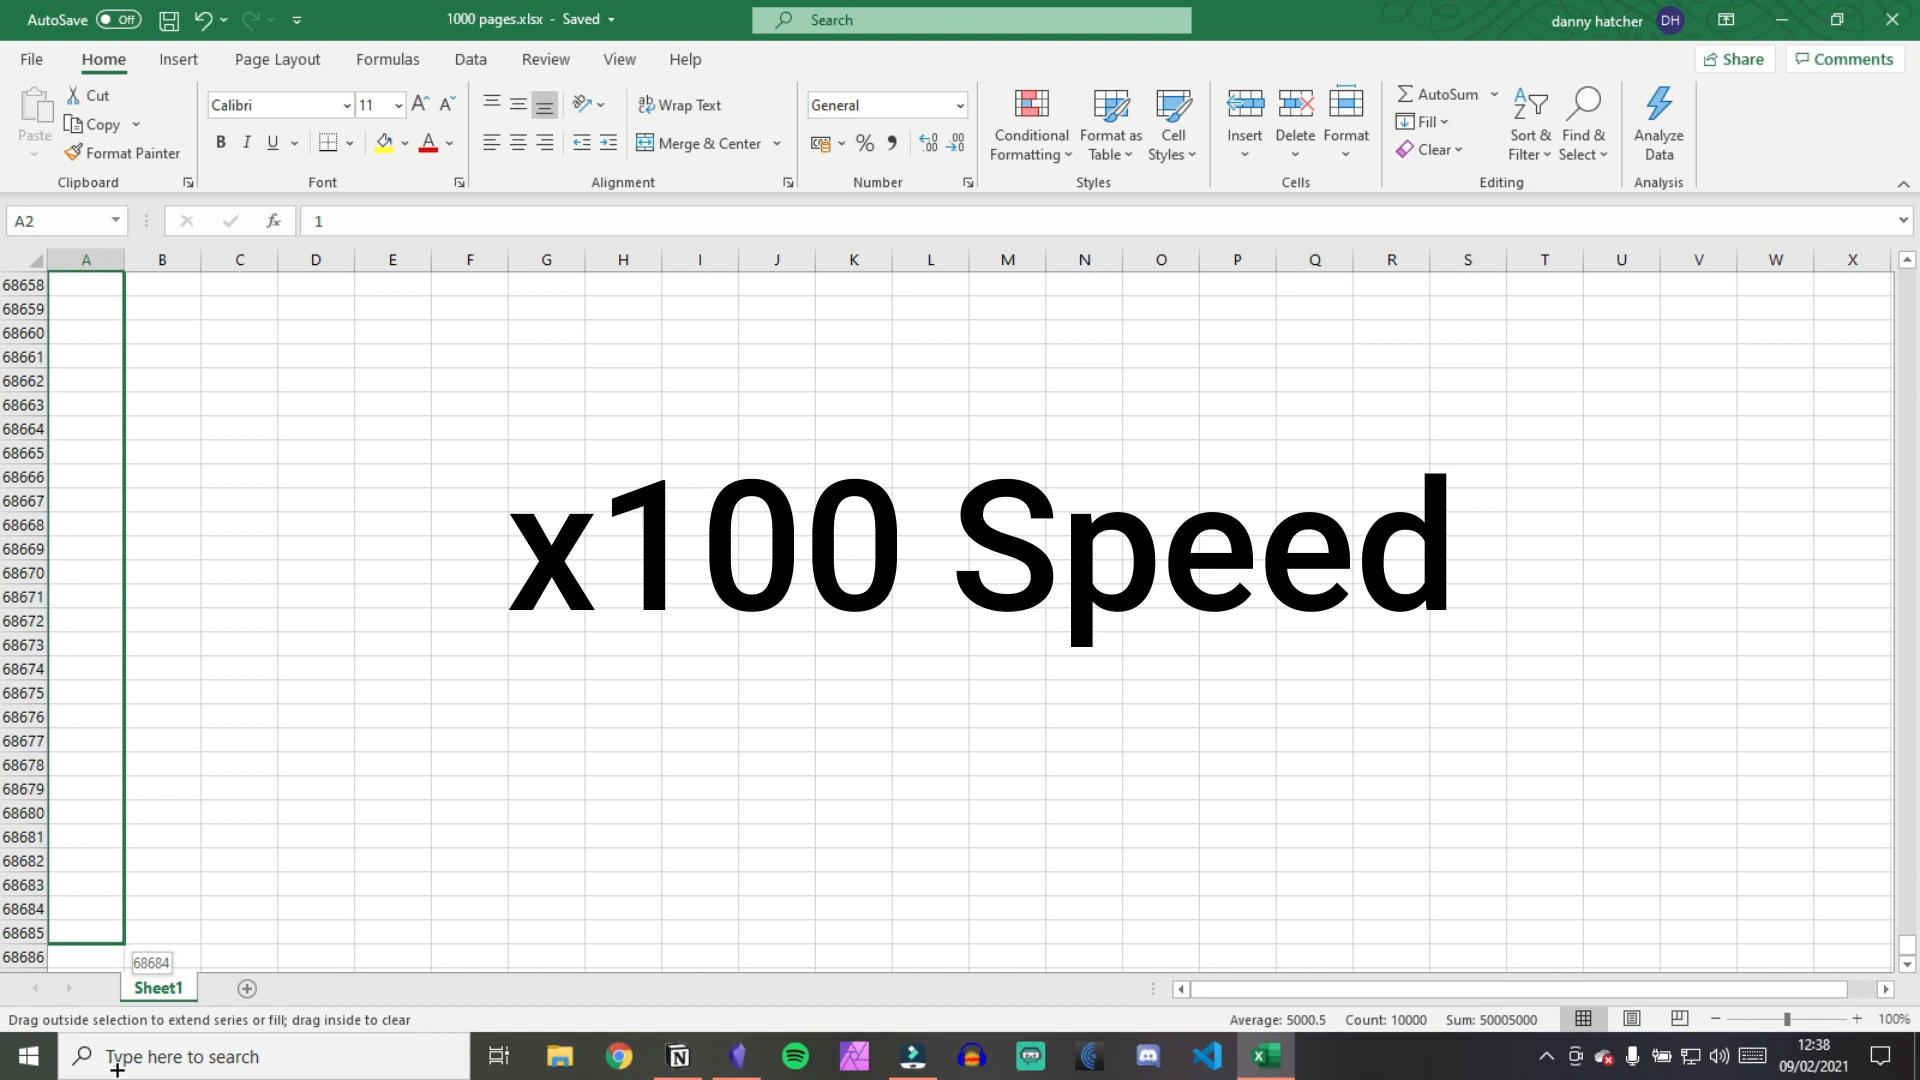 AutoSave Off 1000 pages.xlsx - Saved Search danny hatcher DH
File Home Insert Page Layout Formulas Data Review View Help Share Comments
Paste Cut Copy Format Painter Clipboard
Calibri 11 A A B I U A Font
ab Wrap Text Merge & Center Alignment
General % 9 Number
Conditional Formatting Format as Table Cell Styles Styles
Insert Delete Format Cells
AutoSum Fill Clear Sort & Filter Find & Select Editing
Analyze Data Analysis
A2 fx 1
A B C D E F G H I J K L M N O P Q R S T U V W X
68658
68659
68660
68661
68662
68663
68664
68665
68666
68667
68668
68669
68670
68671
68672
68673
68674
68675
68676
68677
68678
68679
68680
68681
68682
68683
68684
68685
68686
x100 Speed
68684
Sheet1
Drag outside selection to extend series or fill; drag inside to clear Average: 5000.5 Count: 10000 Sum: 50005000 100%
Type here to search 12:38
09/02/2021